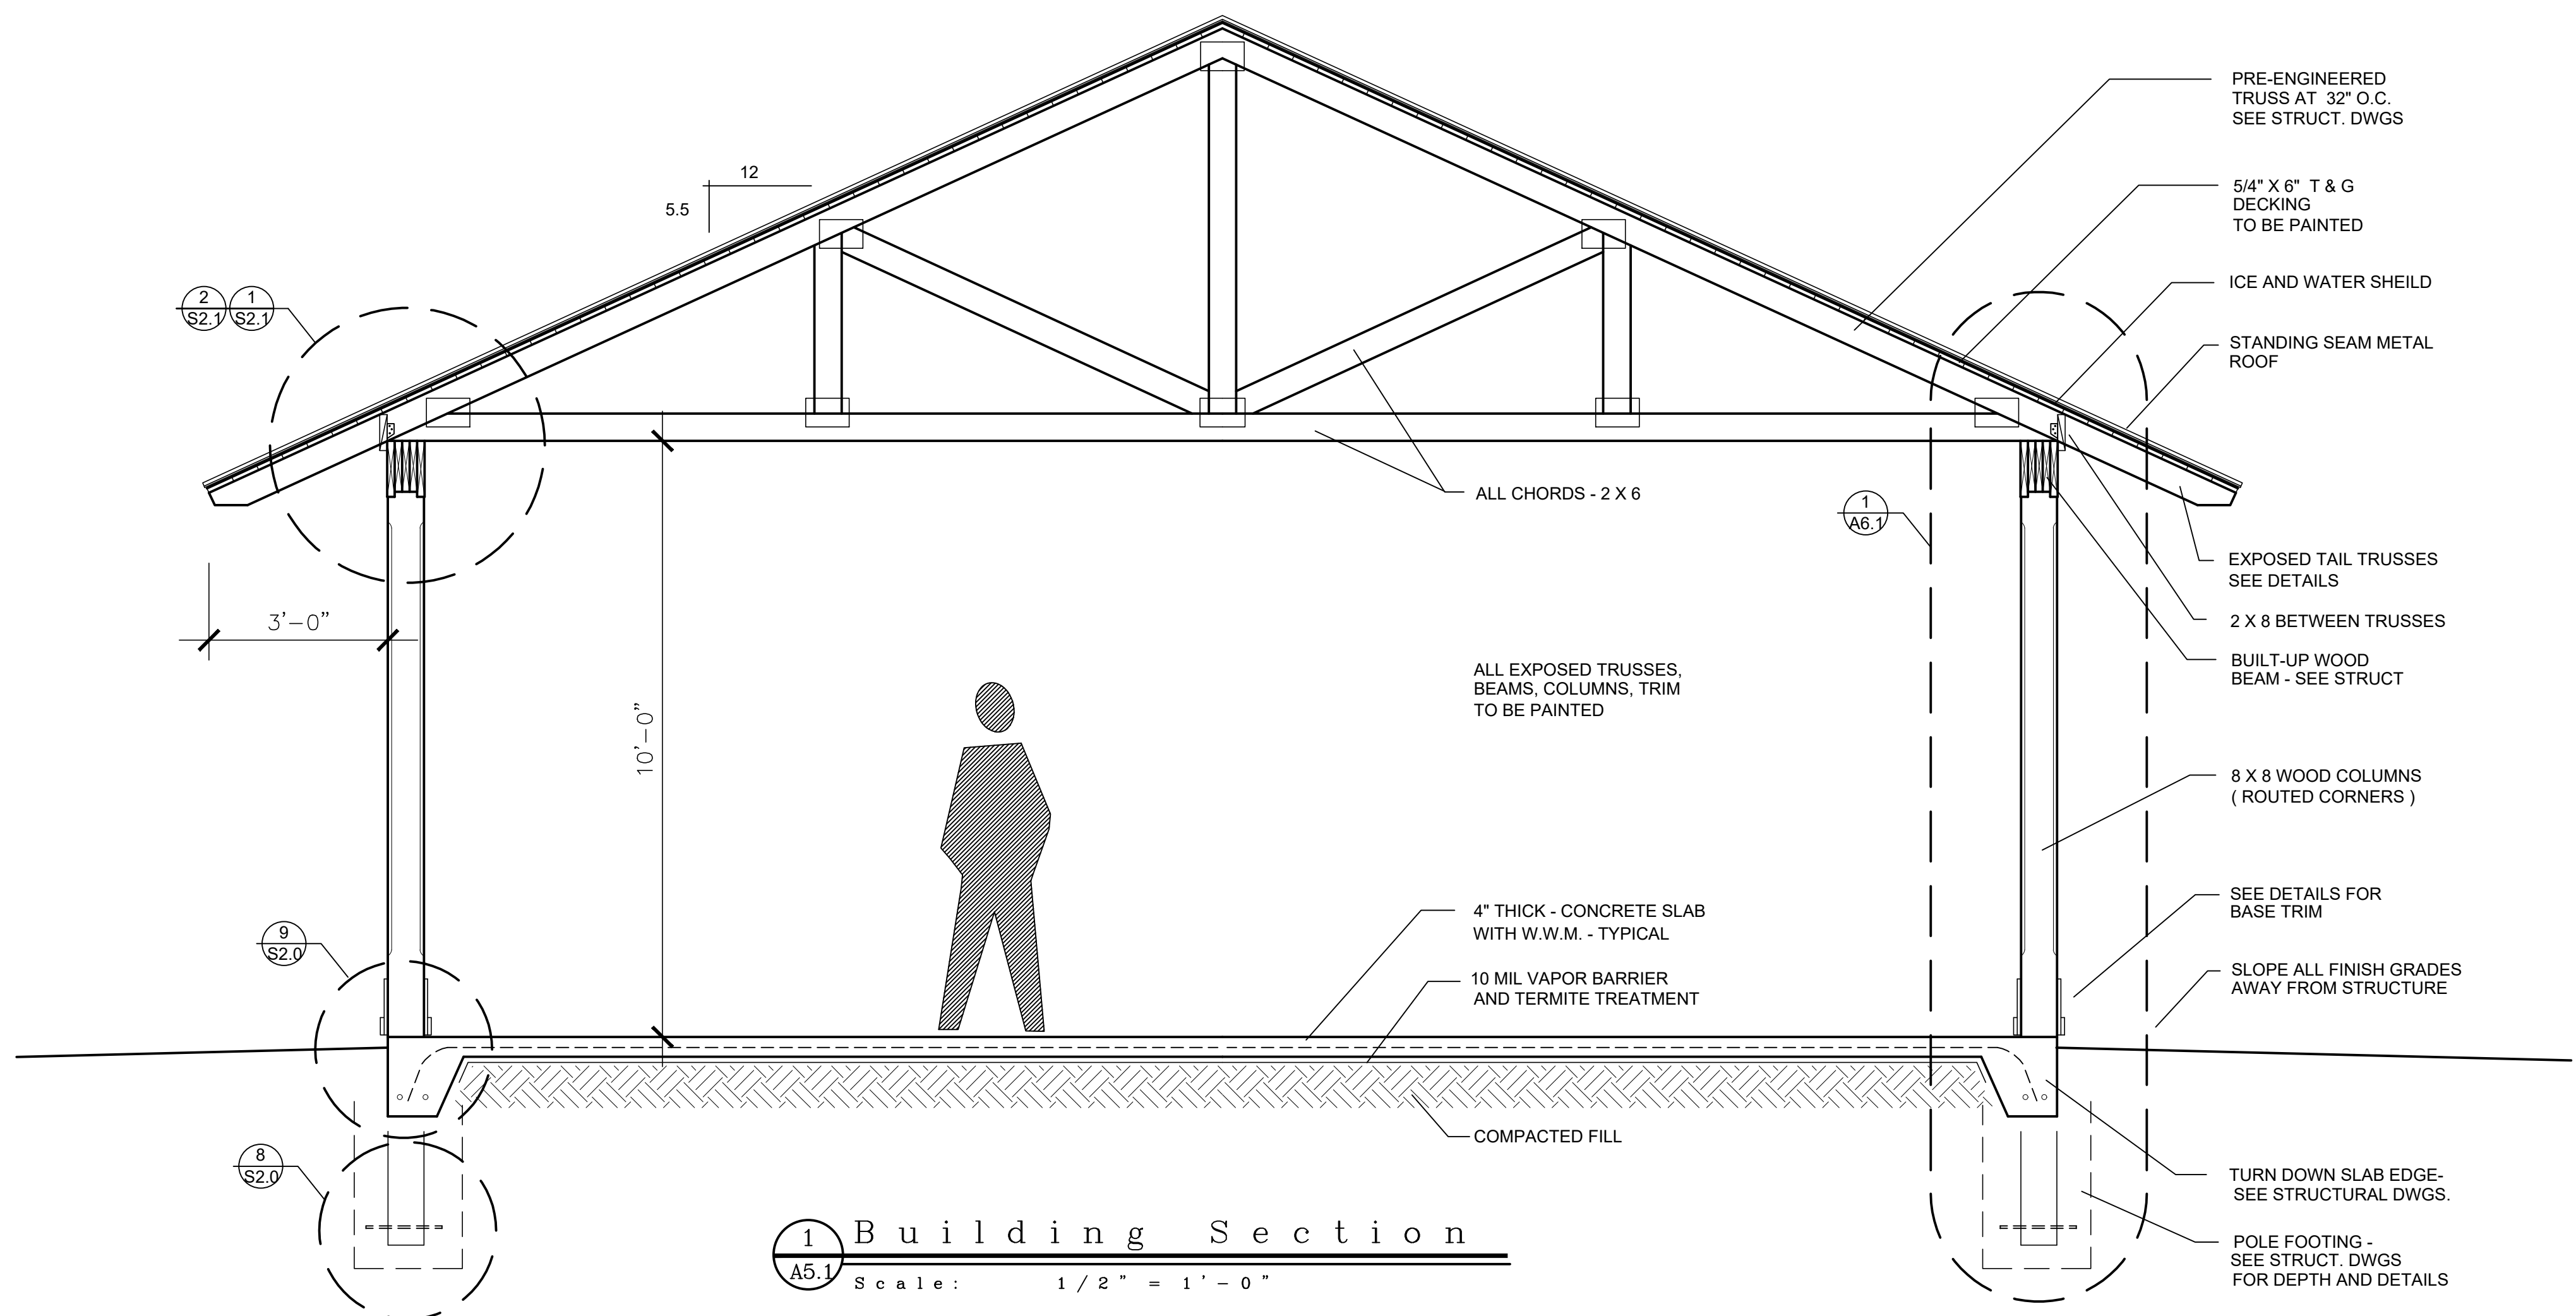 PRE-ENGINEERED
TRUSS AT 32" O.C.
SEE STRUCT. DWGS
12
5.5
5/4" X 6" T & G
DECKING
TO BE PAINTED
2
S2.1
1
S2.1
ICE AND WATER SHEILD
STANDING SEAM METAL
ROOF
ALL CHORDS - 2 X 6
1
A6.1
EXPOSED TAIL TRUSSES
SEE DETAILS
3'-0"
2 X 8 BETWEEN TRUSSES
BUILT-UP WOOD
BEAM - SEE STRUCT
ALL EXPOSED TRUSSES,
BEAMS, COLUMNS, TRIM
TO BE PAINTED
10'-0"
8 X 8 WOOD COLUMNS
( ROUTED CORNERS )
SEE DETAILS FOR
BASE TRIM
4" THICK - CONCRETE SLAB
WITH W.W.M. - TYPICAL
9
S2.0
10 MIL VAPOR BARRIER
AND TERMITE TREATMENT
SLOPE ALL FINISH GRADES
AWAY FROM STRUCTURE
COMPACTED FILL
8
S2.0
TURN DOWN SLAB EDGE-
SEE STRUCTURAL DWGS.
POLE FOOTING -
SEE STRUCT. DWGS
FOR DEPTH AND DETAILS
1
A5.1
Building Section
Scale: 1/2" = 1'-0"